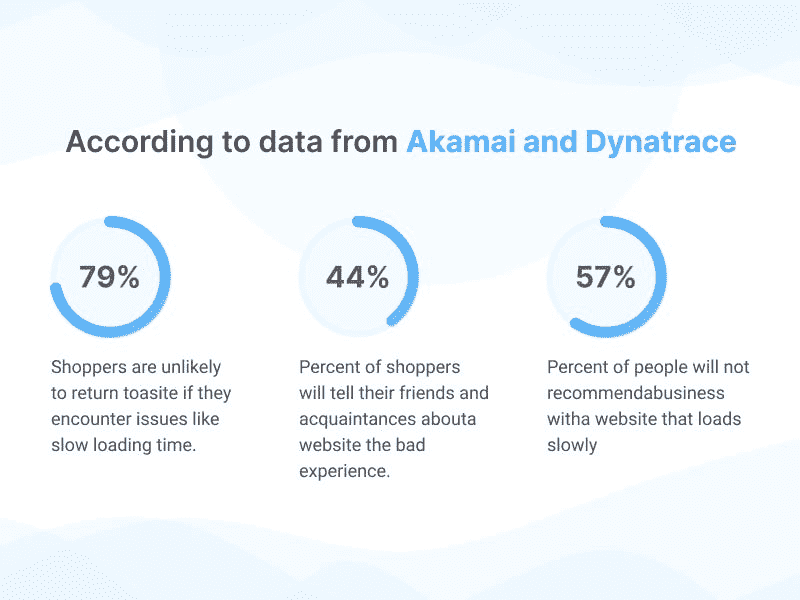 According to data from Akamai and Dynatrace
79%
Shoppers are unlikely
to return toasite if they
encounter issues like
slow loading time.
44%
Percent of shoppers
will tell their friends and
acquaintances abouta
website the bad
experience.
57%
Percent of people will not
recommendabusiness
witha website that loads
slowly